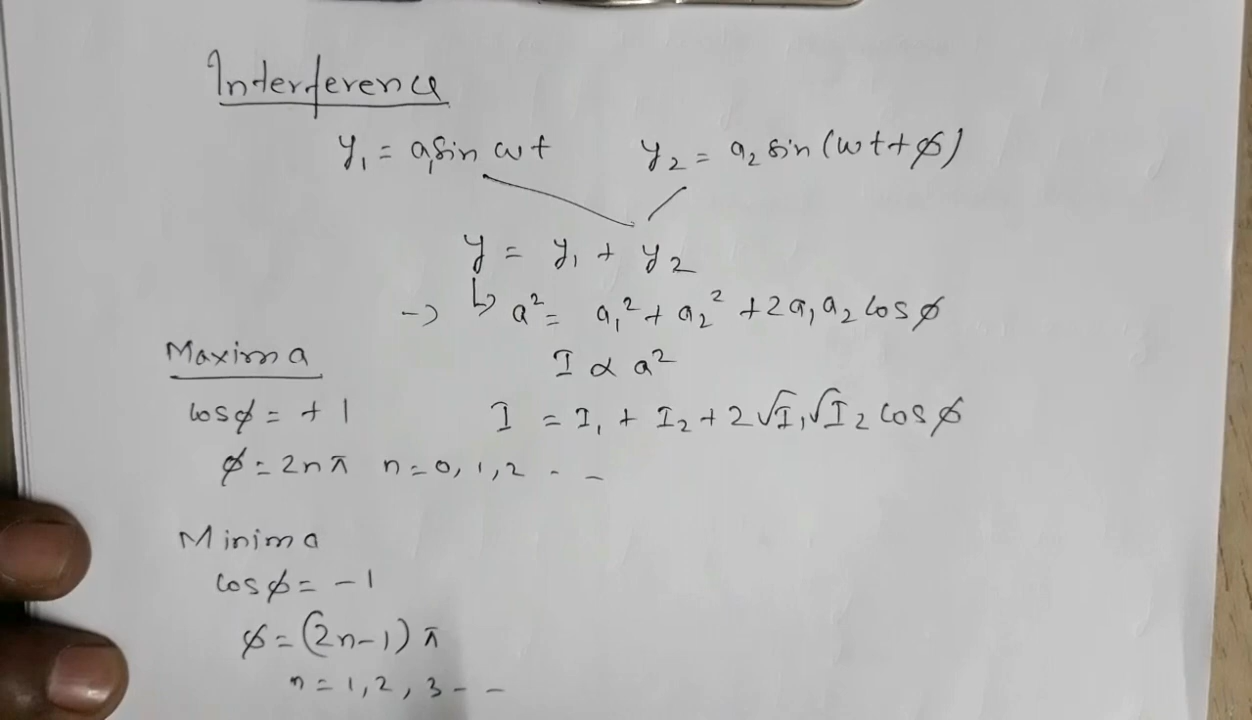 Interference
y₁ = a₁sin ωt y₂ = a₂ sin (ωt + φ)
y = y₁ + y₂
-> ↳ a² = a₁² + a₂² + 2a₁a₂ cos φ
Maxima
I ∝ a²
cos φ = + 1
I = I₁ + I₂ + 2√I₁√I₂ cos φ
φ = 2nπ n = 0, 1, 2 - -
Minima
cos φ = -1
φ = (2n-1) π
n = 1, 2, 3 - -